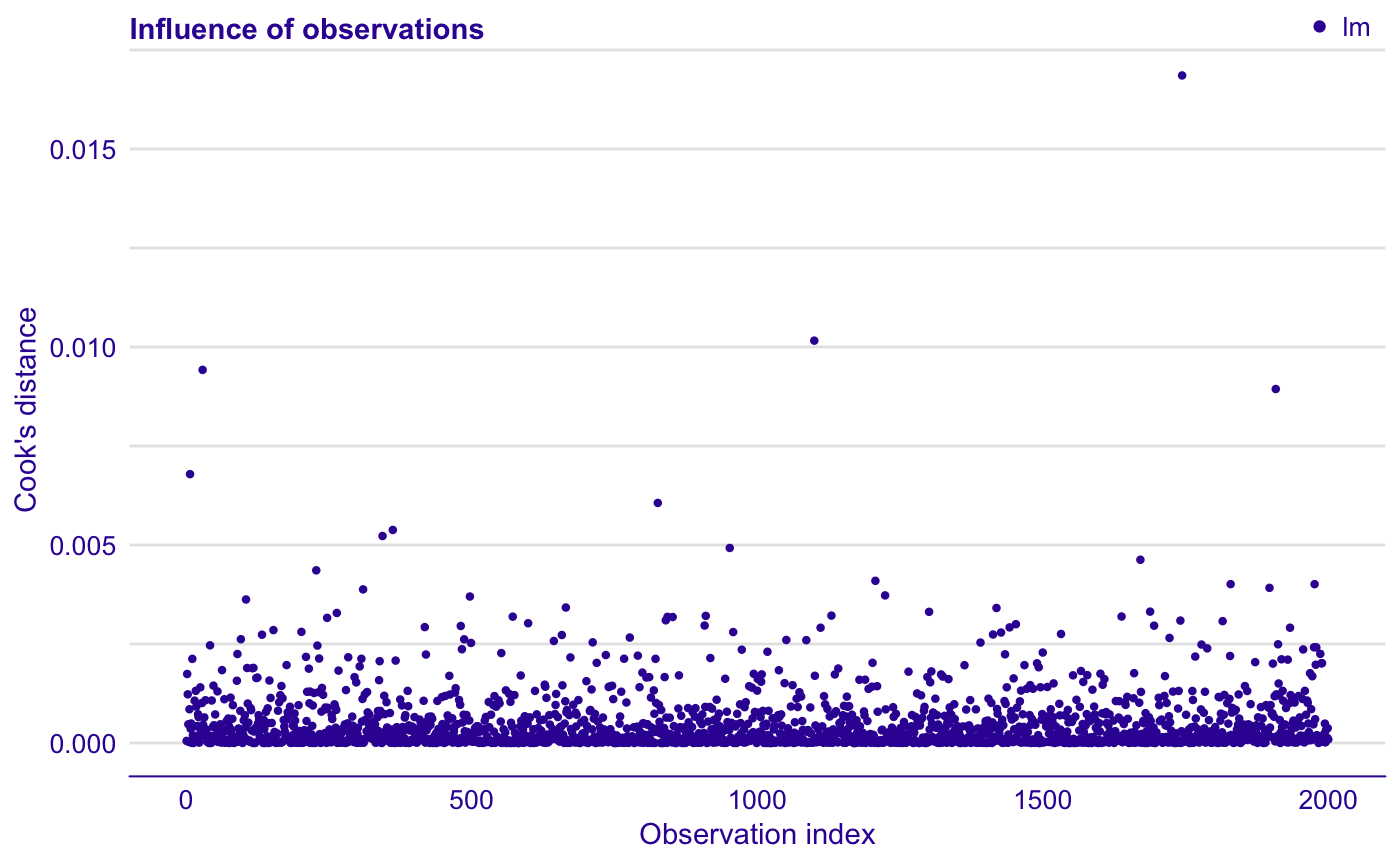 Influence of observations
lm
Cook's distance
0.015
0.010
0.005
0.000
0 500 1000 1500 2000
Observation index